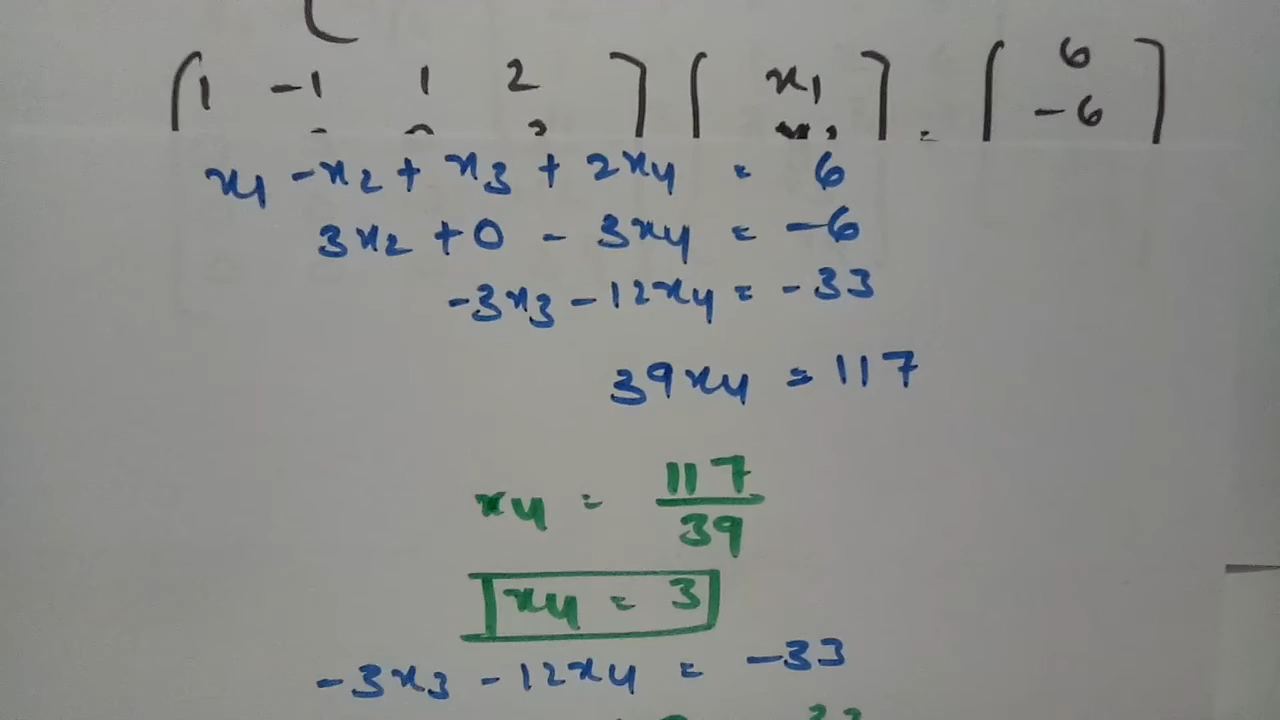 1 -1 1 2 x1 6
-6
x1 - x2 + x3 + 2x4 = 6
3x2 + 0 - 3x4 = -6
-3x3 - 12x4 = -33
39x4 = 117
x4 = 117/39
x4 = 3
-3x3 - 12x4 = -33